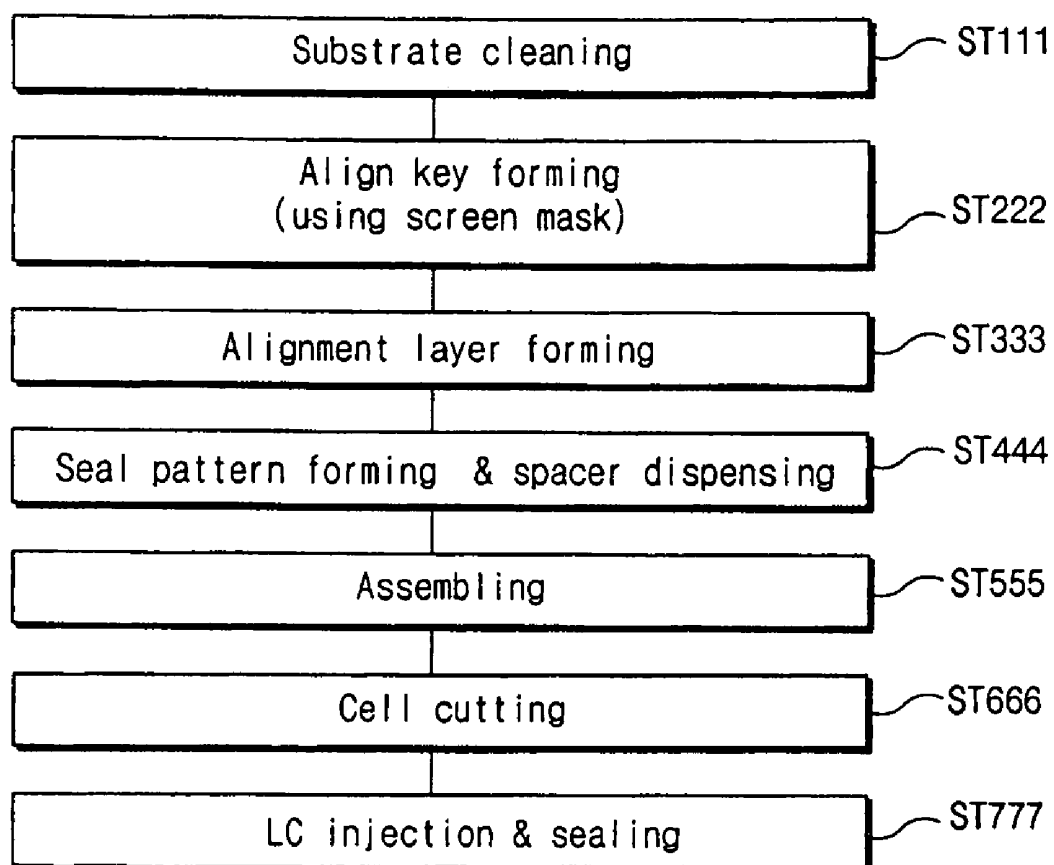 Substrate cleaning
ST111
Align key forming
(using screen mask)
ST222
Alignment layer forming
ST333
Seal pattern forming & spacer dispensing
ST444
Assembling
ST555
Cell cutting
ST666
LC injection & sealing
ST777